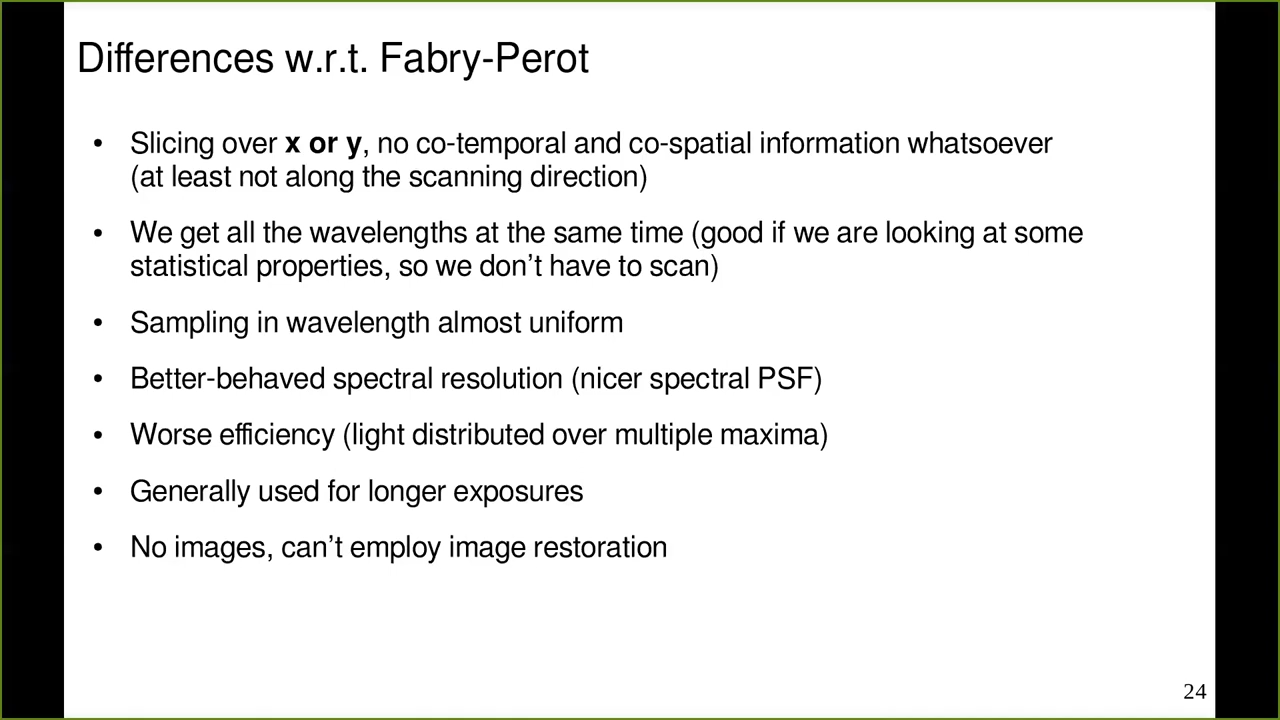 Differences w.r.t. Fabry-Perot
• Slicing over x or y, no co-temporal and co-spatial information whatsoever
(at least not along the scanning direction)
• We get all the wavelengths at the same time (good if we are looking at some
statistical properties, so we don’t have to scan)
• Sampling in wavelength almost uniform
• Better-behaved spectral resolution (nicer spectral PSF)
• Worse efficiency (light distributed over multiple maxima)
• Generally used for longer exposures
• No images, can’t employ image restoration
24